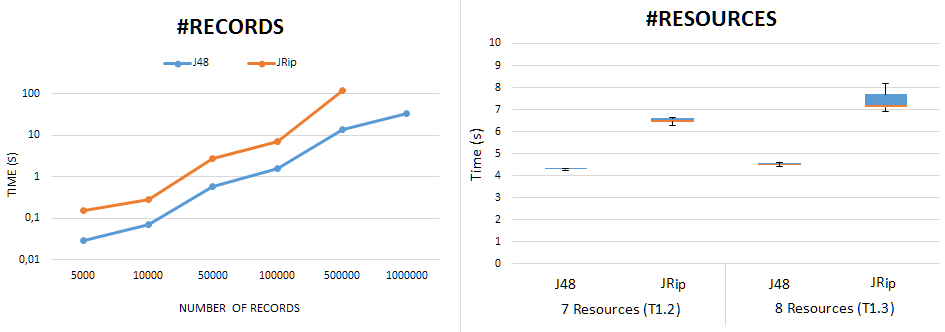 #RECORDS
J48 JRip
TIME (S)
100
10
1
0,1
0,01
5000 10000 50000 100000 500000 1000000
NUMBER OF RECORDS
#RESOURCES
Time (s)
10
9
8
7
6
5
4
3
2
1
0
J48 JRip J48 JRip
7 Resources (T1.2) 8 Resources (T1.3)